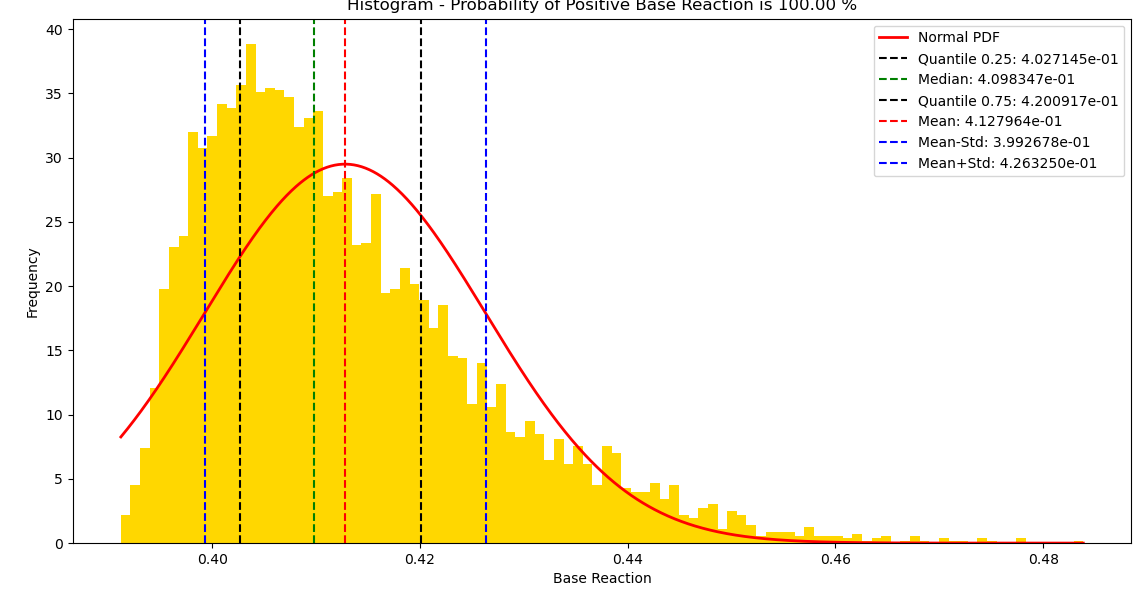 Histogram - Probability of Positive Base Reaction is 100.00 %
Normal PDF
Quantile 0.25: 4.027145e-01
Median: 4.098347e-01
Quantile 0.75: 4.200917e-01
Mean: 4.127964e-01
Mean-Std: 3.992678e-01
Mean+Std: 4.263250e-01
Frequency
40
35
30
25
20
15
10
5
0
0.40
0.42
0.44
0.46
0.48
Base Reaction